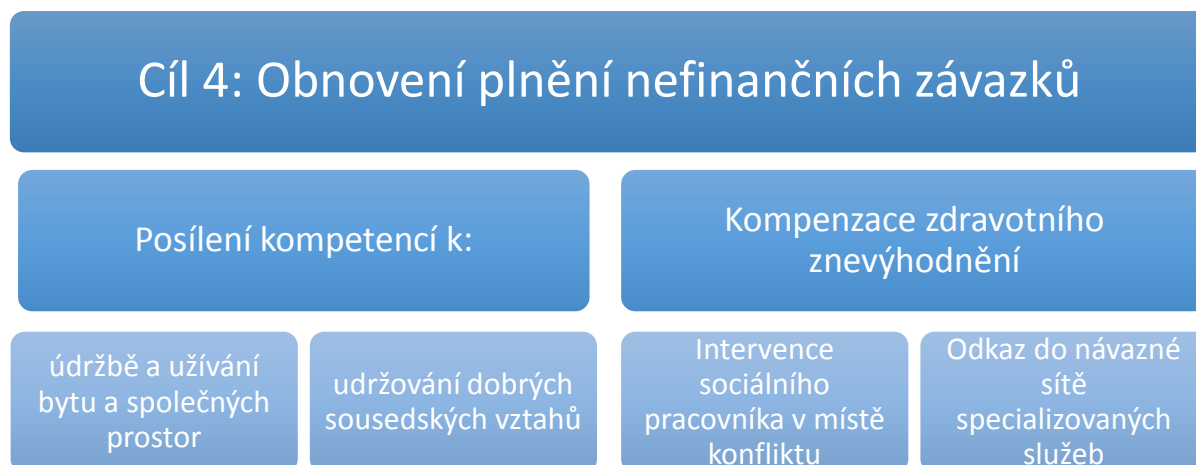 Cíl 4: Obnovení plnění nefinančních závazků
Posílení kompetencí k:
Kompenzace zdravotního
znevýhodnění
údržbě a užívání
bytu a společných
prostor
udržování dobrých
sousedských vztahů
Intervence
sociálního
pracovníka v místě
konfliktu
Odkaz do návazné
sítě
specializovaných
služeb